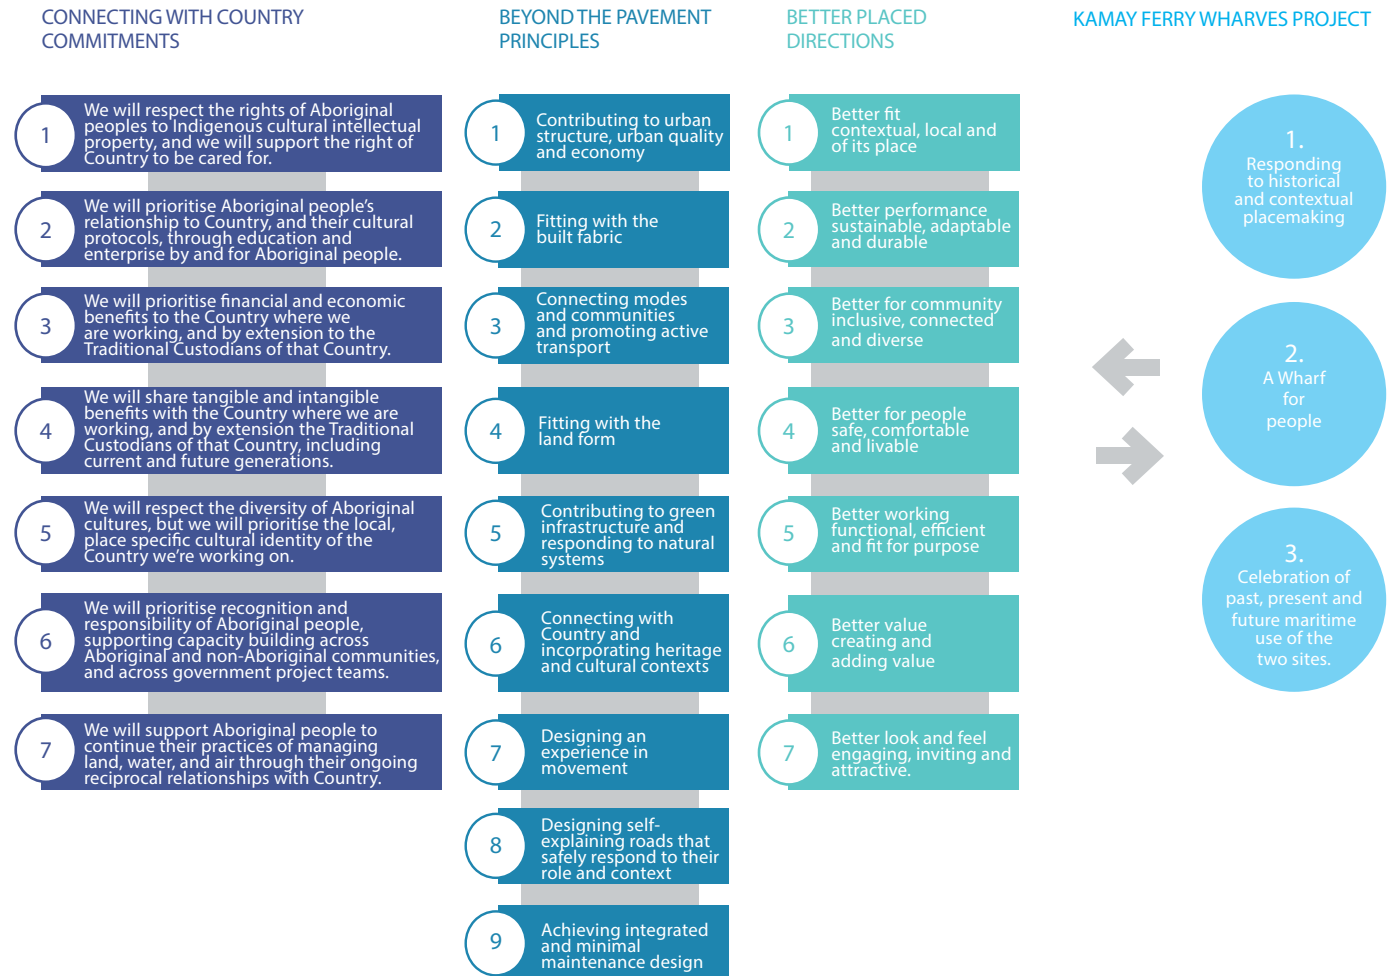 CONNECTING WITH COUNTRY
COMMITMENTS
1
We will respect the rights of Aboriginal
peoples to Indigenous cultural intellectual
property, and we will support the right of
Country to be cared for.
2
We will prioritise Aboriginal people's
relationship to Country, and their cultural
protocols, through education and
enterprise by and for Aboriginal people.
3
We will prioritise financial and economic
benefits to the Country where we
are working, and by extension to the
Traditional Custodians of that Country.
4
We will share tangible and intangible
benefits with the Country where we are
working, and by extension the Traditional
Custodians of that Country, including
current and future generations.
5
We will respect the diversity of Aboriginal
cultures, but we will prioritise the local,
place specific cultural identity of the
Country we're working on.
6
We will prioritise recognition and
responsibility of Aboriginal people,
supporting capacity building across
Aboriginal and non-Aboriginal communities,
and across government project teams.
7
We will support Aboriginal people to
continue their practices of managing
land, water, and air through their ongoing
reciprocal relationships with Country.
BEYOND THE PAVEMENT
PRINCIPLES
1
Contributing to urban
structure, urban quality
and economy
2
Fitting with the
built fabric
3
Connecting modes
and communities
and promoting active
transport
4
Fitting with the
land form
5
Contributing to green
infrastructure and
responding to natural
systems
6
Connecting with
Country and
incorporating heritage
and cultural contexts
7
Designing an
experience in
movement
8
Designing self-
explaining roads that
safely respond to their
role and context
9
Achieving integrated
and minimal
maintenance design
BETTER PLACED
DIRECTIONS
1
Better fit
contextual, local and
of its place
2
Better performance
sustainable, adaptable
and durable
3
Better for community
inclusive, connected
and diverse
4
Better for people
safe, comfortable
and livable
5
Better working
functional, efficient
and fit for purpose
6
Better value
creating and
adding value
7
Better look and feel
engaging, inviting and
attractive.
KAMAY FERRY WHARVES PROJECT
1.
Responding
to historical
and contextual
placemaking
2.
A Wharf
for
people
3.
Celebration of
past, present and
future maritime
use of the
two sites.